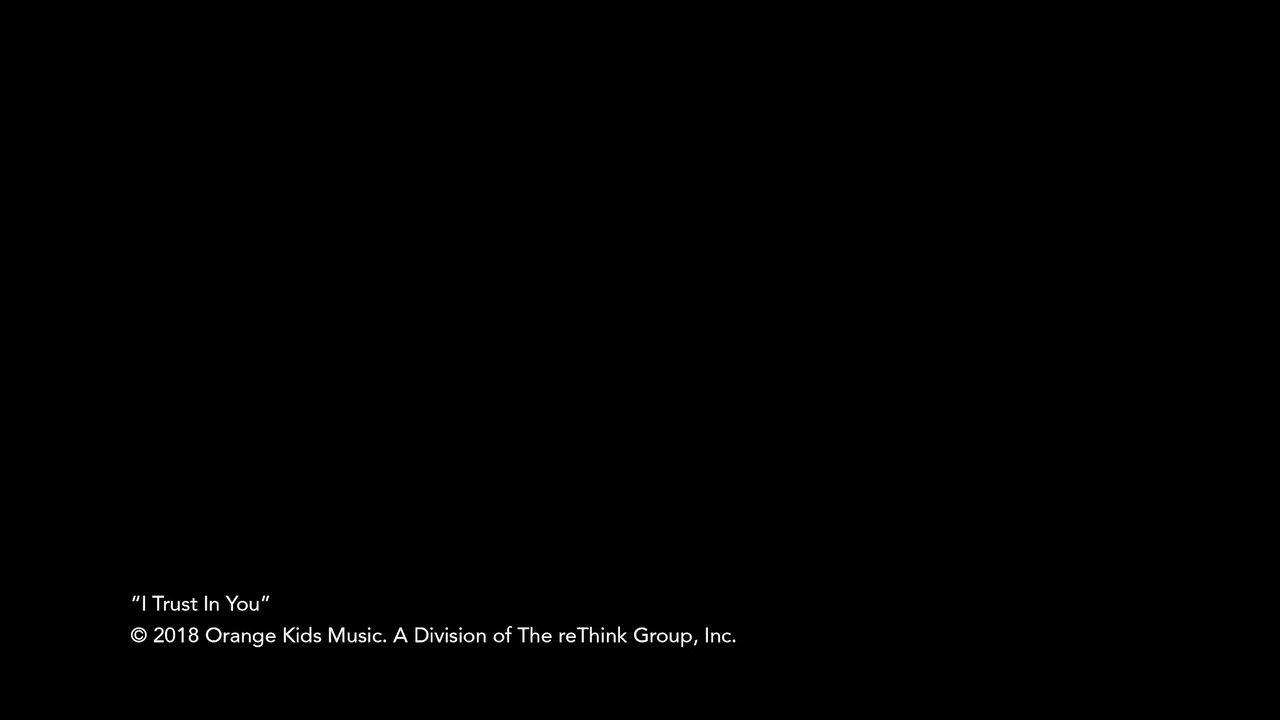 “I Trust In You”
© 2018 Orange Kids Music. A Division of The reThink Group, Inc.